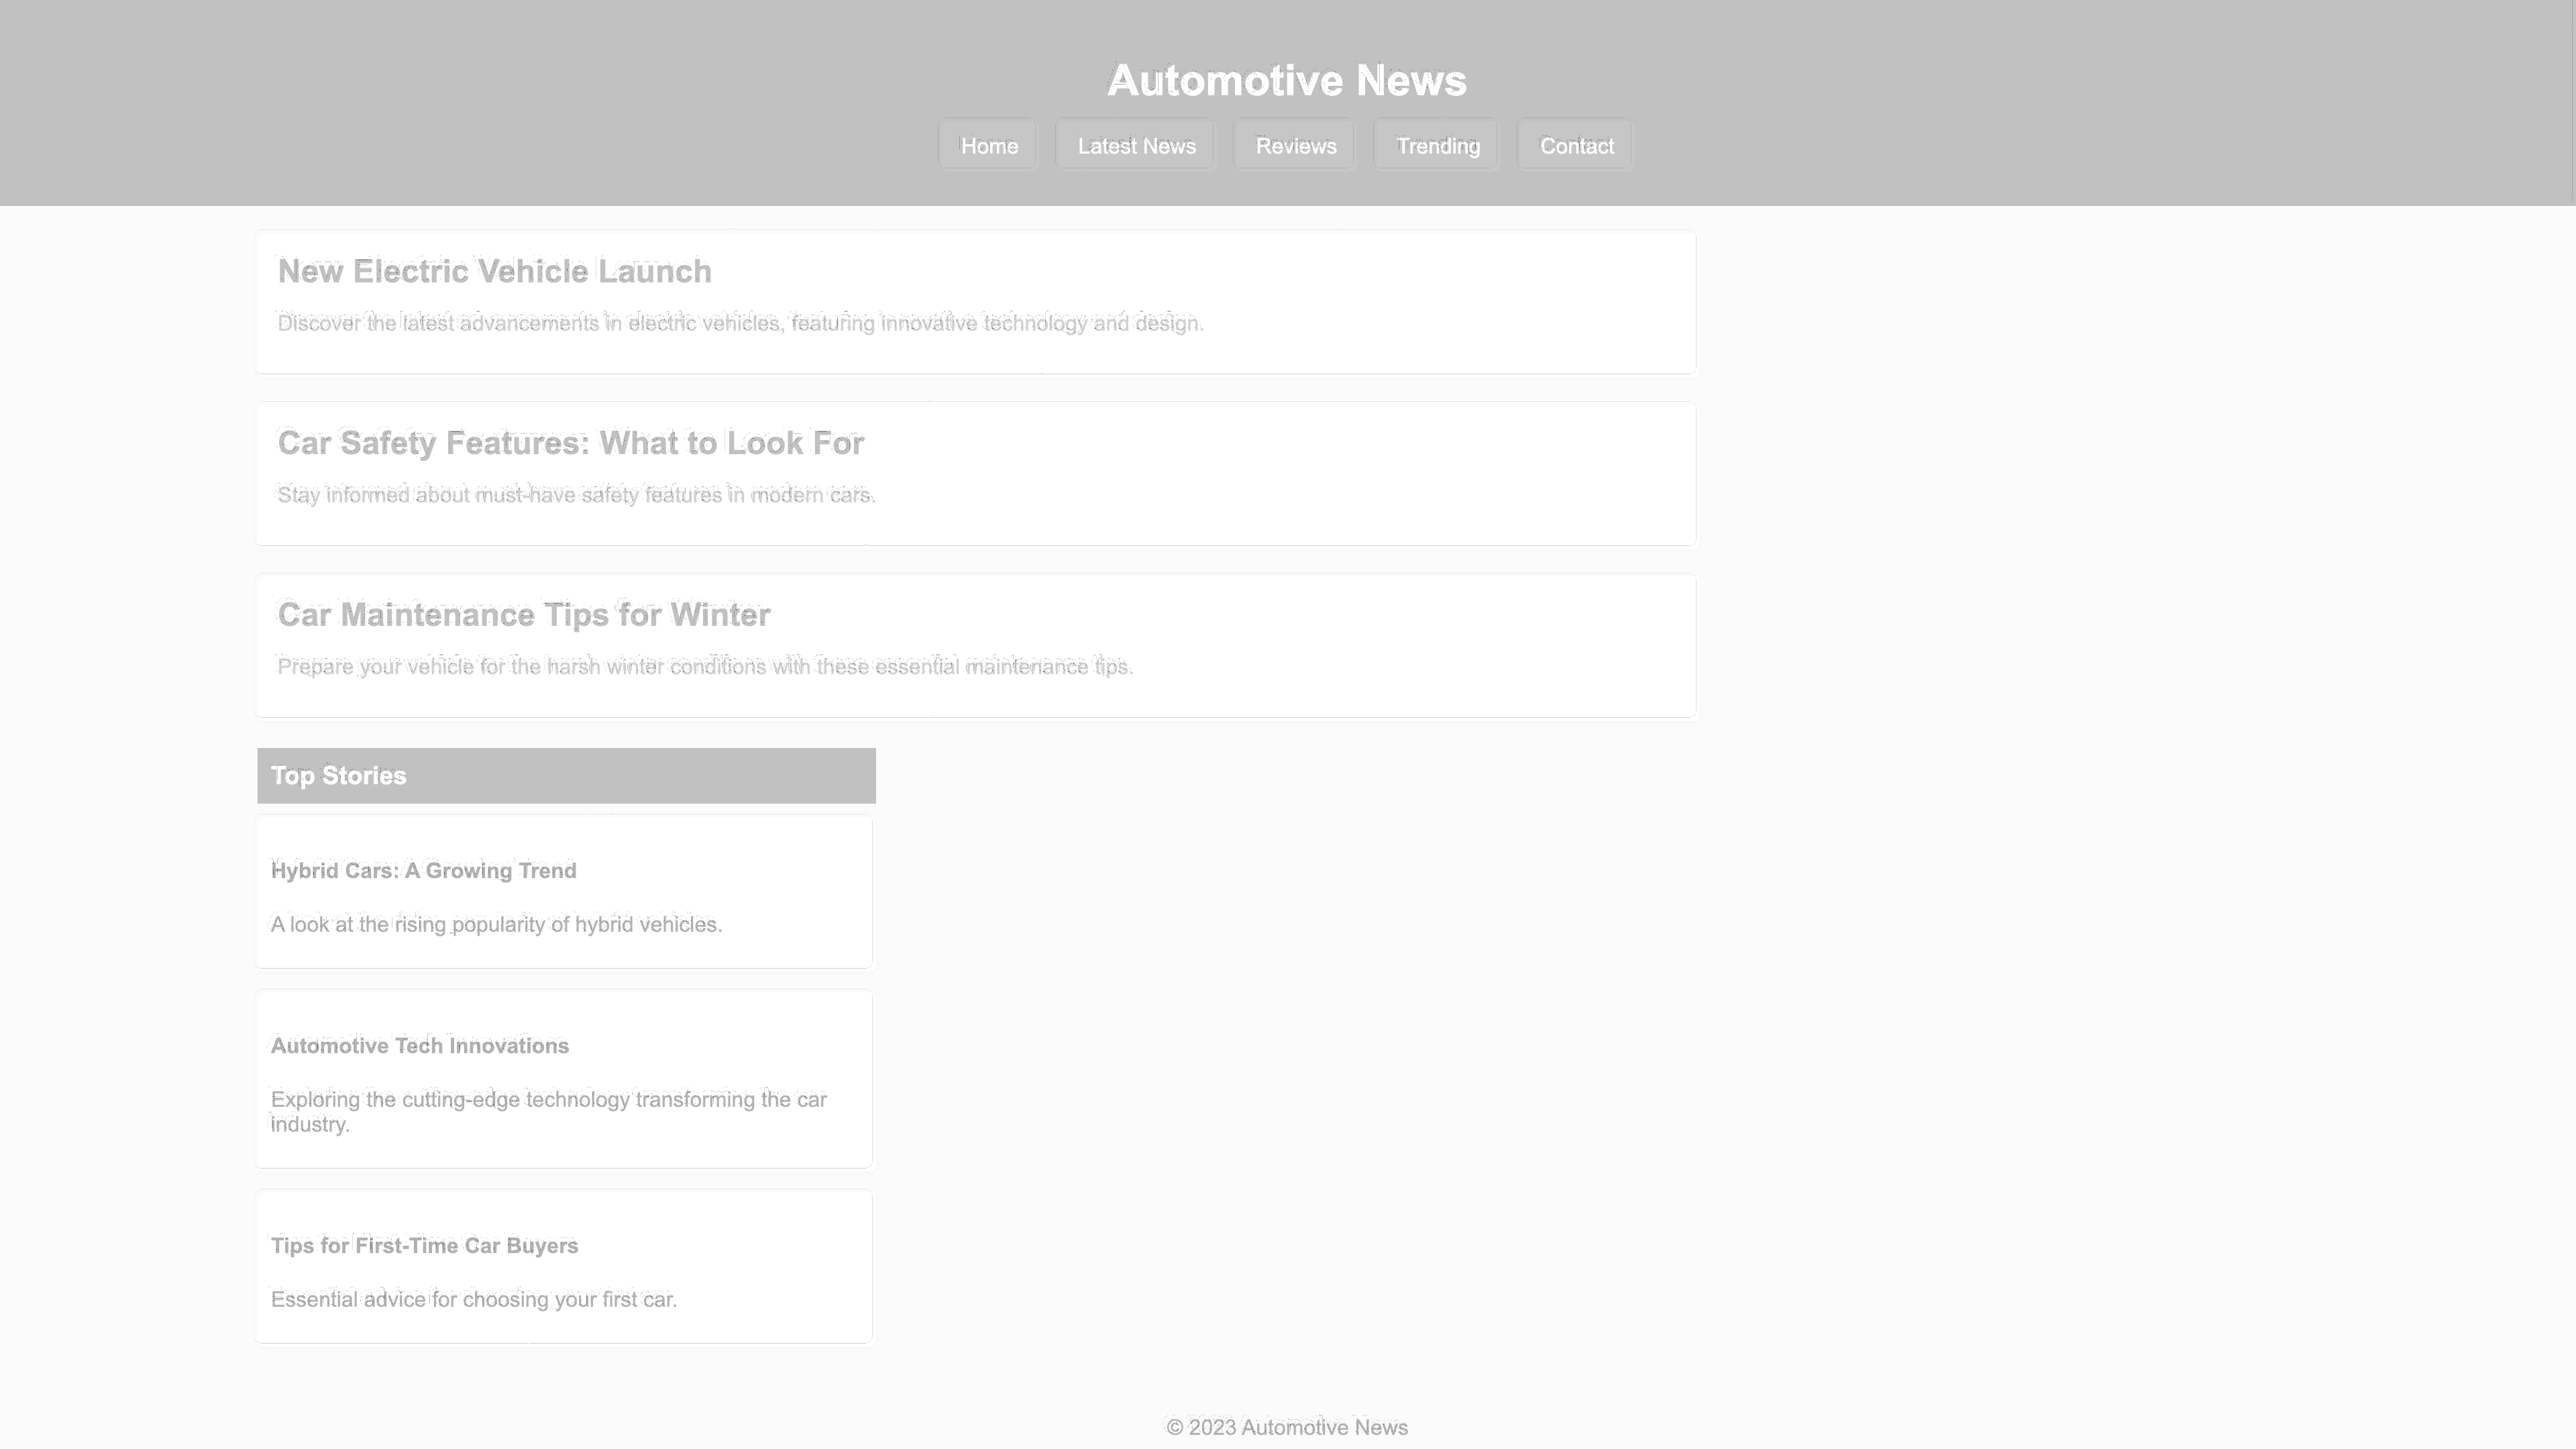 Automotive News
Home Latest News Reviews Trending Contact
New Electric Vehicle Launch
Discover the latest advancements in electric vehicles, featuring innovative technology and design.
Car Safety Features: What to Look For
Stay informed about must-have safety features in modern cars.
Car Maintenance Tips for Winter
Prepare your vehicle for the harsh winter conditions with these essential maintenance tips.
Top Stories
Hybrid Cars: A Growing Trend
A look at the rising popularity of hybrid vehicles.
Automotive Tech Innovations
Exploring the cutting-edge technology transforming the car
industry.
Tips for First-Time Car Buyers
Essential advice for choosing your first car.
© 2023 Automotive News